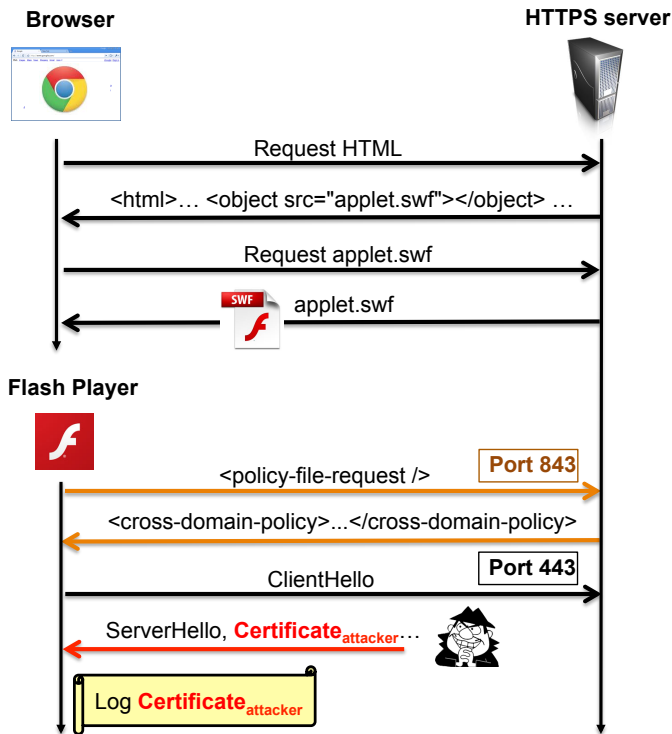 Browser
HTTPS server
Request HTML
<html>… <object src="applet.swf"></object> …
Request applet.swf
SWF
applet.swf
Flash Player
Port 843
<policy-file-request />
<cross-domain-policy>...</cross-domain-policy>
Port 443
ClientHello
ServerHello, Certificateattacker…
Log Certificateattacker